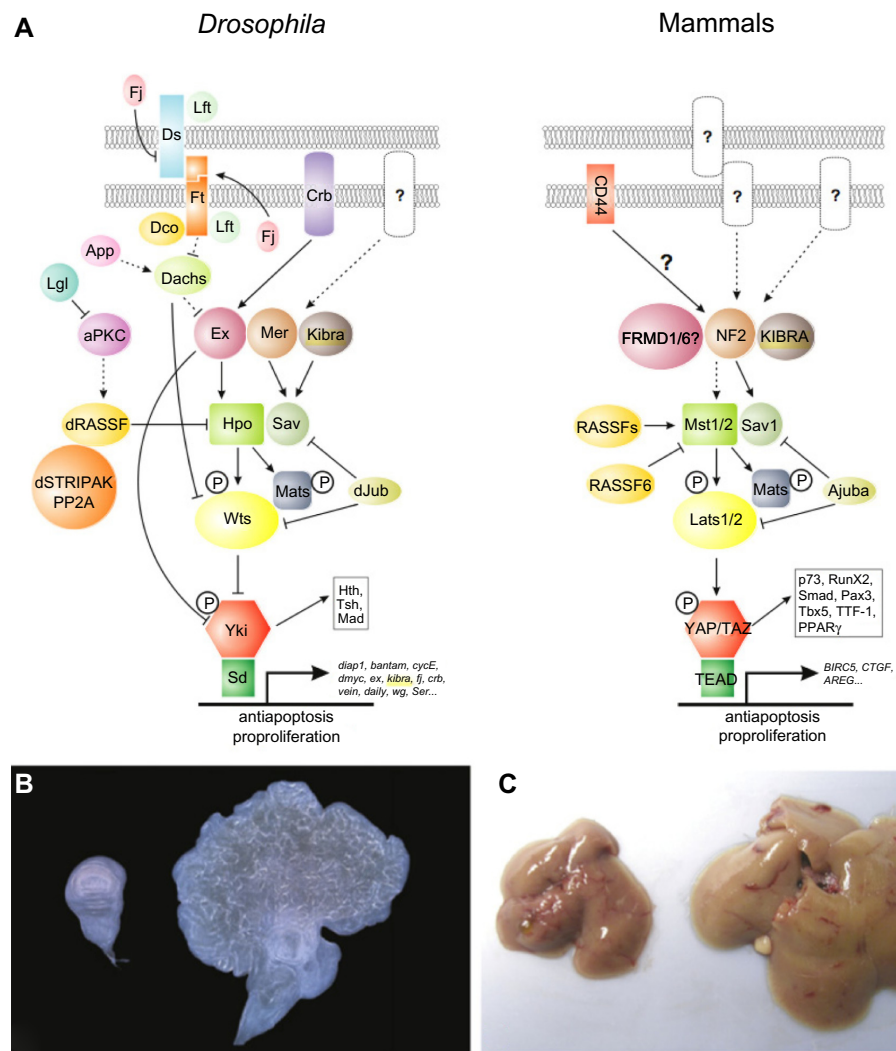 A
Drosophila
Mammals
Fj
Lft
Ds
Ft
Crb
?
Dco
Lft
Fj
App
Dachs
Lgl
aPKC
Ex
Mer
Kibra
dRASSF
Hpo
Sav
dSTRIPAK
PP2A
P
Mats
P
dJub
Wts
P
Yki
Hth,
Tsh,
Mad
Sd
diap1, bantam, cycE,
dmyc, ex, kibra, fj, crb,
vein, daily, wg, Ser...
antiapoptosis
proproliferation
?
CD44
?
?
?
FRMD1/6?
NF2
KIBRA
RASSFs
Mst1/2
Sav1
RASSF6
P
Mats
P
Ajuba
Lats1/2
P
YAP/TAZ
p73, RunX2,
Smad, Pax3,
Tbx5, TTF-1,
PPARγ
TEAD
BIRC5, CTGF,
AREG...
antiapoptosis
proproliferation
B
C